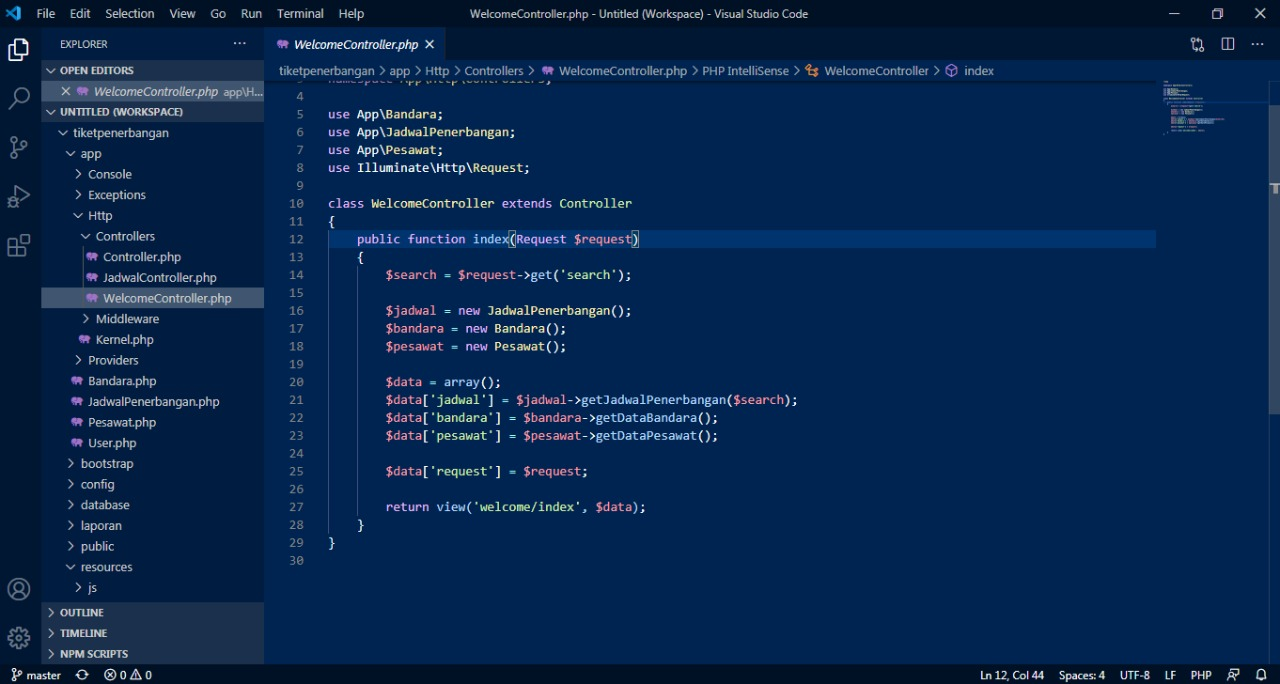 File Edit Selection View Go Run Terminal Help WelcomeController.php - Untitled (Workspace) - Visual Studio Code
EXPLORER
OPEN EDITORS
WelcomeController.php app\H...
UNTITLED (WORKSPACE)
tiketpenerbangan
app
Console
Exceptions
Http
Controllers
Controller.php
JadwalController.php
WelcomeController.php
Middleware
Kernel.php
Providers
Bandara.php
JadwalPenerbangan.php
Pesawat.php
User.php
bootstrap
config
database
laporan
public
resources
js
OUTLINE
TIMELINE
NPM SCRIPTS
WelcomeController.php
tiketpenerbangan > app > Http > Controllers > WelcomeController.php > PHP IntelliSense > WelcomeController > index
3 namespace App\Http\Controllers;
4
5 use App\Bandara;
6 use App\JadwalPenerbangan;
7 use App\Pesawat;
8 use Illuminate\Http\Request;
9
10 class WelcomeController extends Controller
11 {
12 public function index(Request $request)
13 {
14 $search = $request->get('search');
15
16 $jadwal = new JadwalPenerbangan();
17 $bandara = new Bandara();
18 $pesawat = new Pesawat();
19
20 $data = array();
21 $data['jadwal'] = $jadwal->getJadwalPenerbangan($search);
22 $data['bandara'] = $bandara->getDataBandara();
23 $data['pesawat'] = $pesawat->getDataPesawat();
24
25 $data['request'] = $request;
26
27 return view('welcome/index', $data);
28 }
29 }
30
master 0 0 Ln 12, Col 44 Spaces: 4 UTF-8 LF PHP